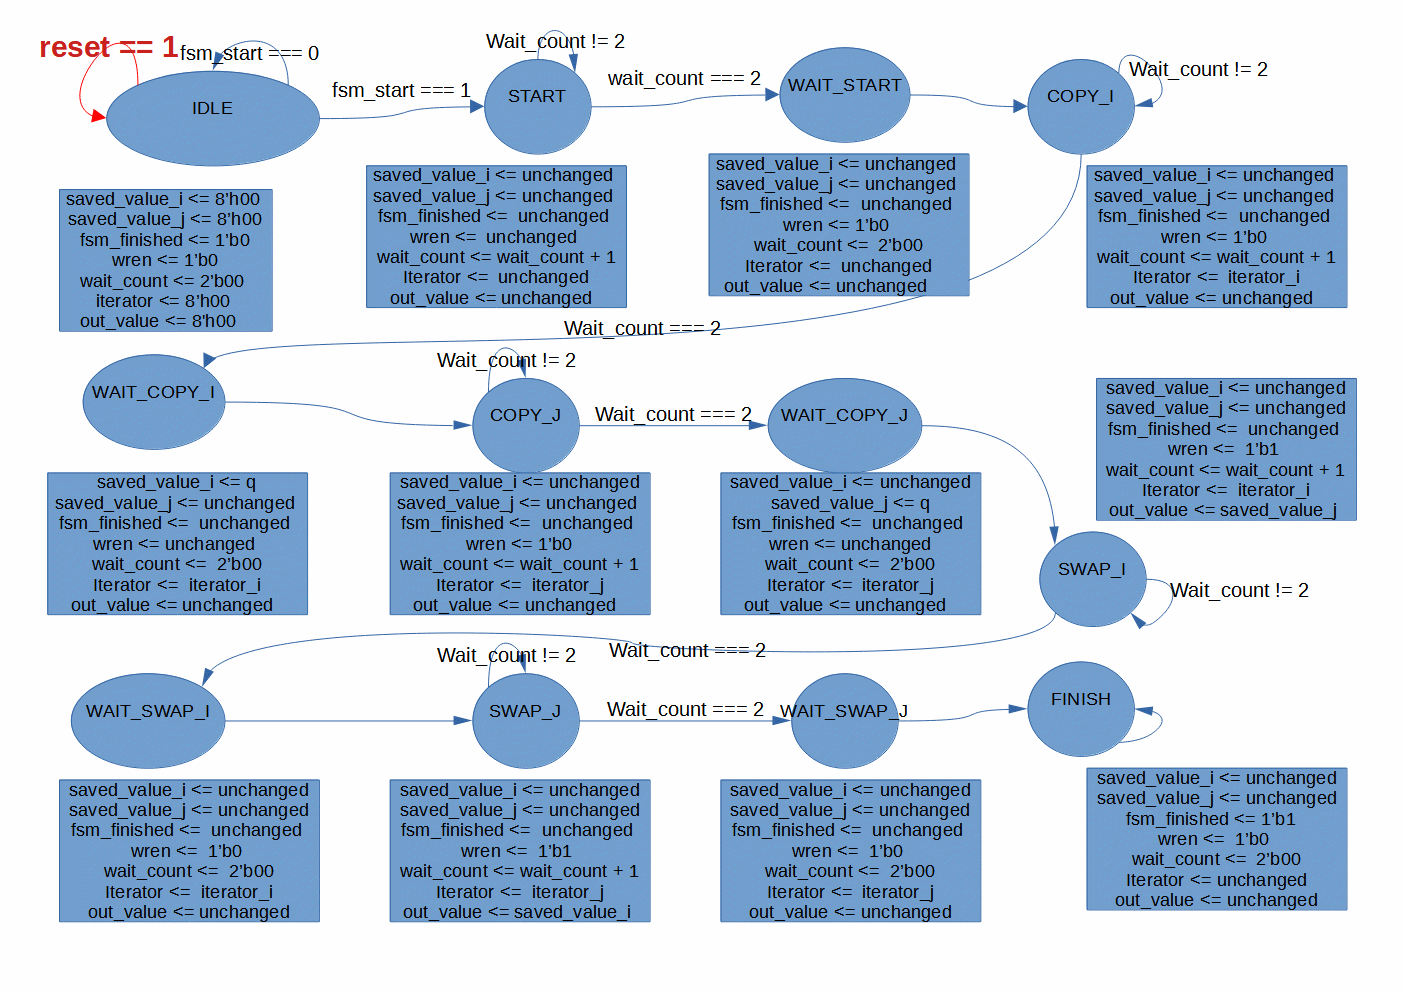 reset == 1
fsm_start === 0
IDLE
fsm_start === 1
Wait_count != 2
START
wait_count === 2
WAIT_START
COPY_I
Wait_count != 2
saved_value_i <= 8'h00
saved_value_j <= 8'h00
fsm_finished <= 1'b0
wren <= 1'b0
wait_count <= 2'b00
iterator <= 8'h00
out_value <= 8'h00
saved_value_i <= unchanged
saved_value_j <= unchanged
fsm_finished <= unchanged
wren <= unchanged
wait_count <= wait_count + 1
Iterator <= unchanged
out_value <= unchanged
saved_value_i <= unchanged
saved_value_j <= unchanged
fsm_finished <= unchanged
wren <= 1'b0
wait_count <= 2'b00
Iterator <= unchanged
out_value <= unchanged
saved_value_i <= unchanged
saved_value_j <= unchanged
fsm_finished <= unchanged
wren <= 1'b0
wait_count <= wait_count + 1
Iterator <= iterator_i
out_value <= unchanged
Wait_count === 2
WAIT_COPY_I
Wait_count != 2
COPY_J
Wait_count === 2
WAIT_COPY_J
saved_value_i <= q
saved_value_j <= unchanged
fsm_finished <= unchanged
wren <= unchanged
wait_count <= 2'b00
Iterator <= iterator_i
out_value <= unchanged
saved_value_i <= unchanged
saved_value_j <= unchanged
fsm_finished <= unchanged
wren <= 1'b0
wait_count <= wait_count + 1
Iterator <= iterator_j
out_value <= unchanged
saved_value_i <= unchanged
saved_value_j <= q
fsm_finished <= unchanged
wren <= unchanged
wait_count <= 2'b00
Iterator <= iterator_j
out_value <= unchanged
saved_value_i <= unchanged
saved_value_j <= unchanged
fsm_finished <= unchanged
wren <= 1'b1
wait_count <= wait_count + 1
Iterator <= iterator_i
out_value <= saved_value_j
SWAP_I
Wait_count != 2
Wait_count === 2
WAIT_SWAP_I
Wait_count != 2
SWAP_J
Wait_count === 2
WAIT_SWAP_J
FINISH
saved_value_i <= unchanged
saved_value_j <= unchanged
fsm_finished <= unchanged
wren <= 1'b0
wait_count <= 2'b00
Iterator <= iterator_i
out_value <= unchanged
saved_value_i <= unchanged
saved_value_j <= unchanged
fsm_finished <= unchanged
wren <= 1'b1
wait_count <= wait_count + 1
Iterator <= iterator_j
out_value <= saved_value_i
saved_value_i <= unchanged
saved_value_j <= unchanged
fsm_finished <= unchanged
wren <= 1'b0
wait_count <= 2'b00
Iterator <= iterator_j
out_value <= unchanged
saved_value_i <= unchanged
saved_value_j <= unchanged
fsm_finished <= 1'b1
wren <= 1'b0
wait_count <= 2'b00
Iterator <= unchanged
out_value <= unchanged